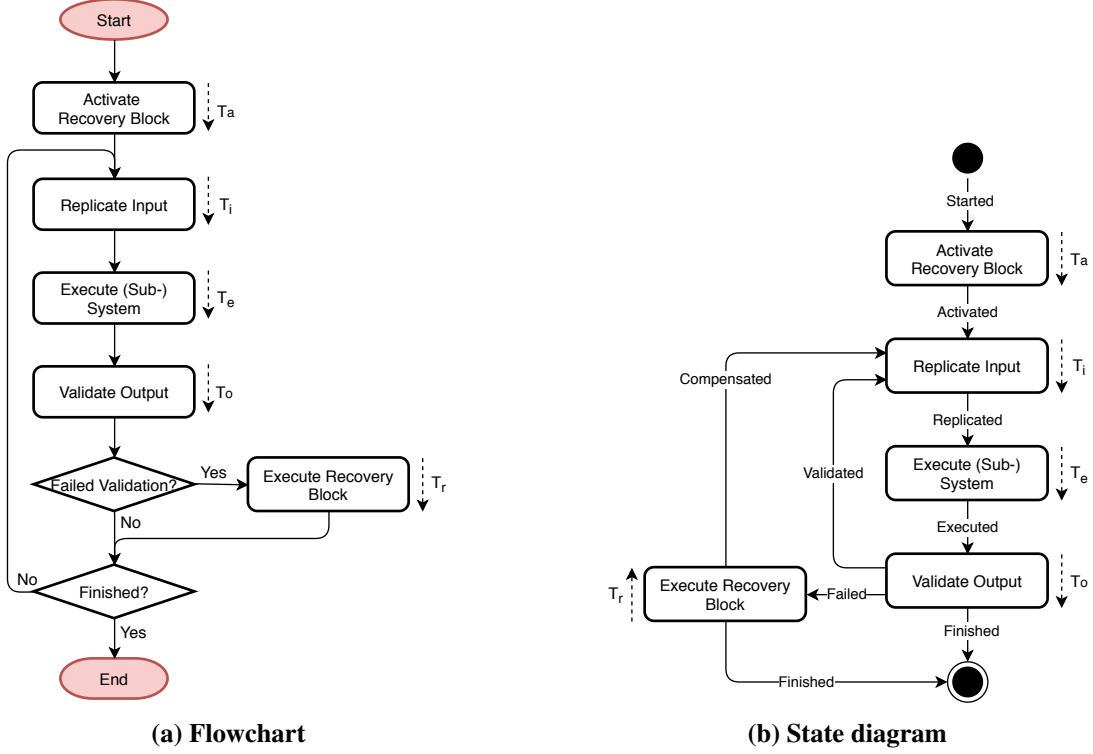 Start
Activate
Recovery Block
Ta
Replicate Input
Ti
Execute (Sub-)
System
Te
Validate Output
To
Failed Validation?
Yes
Execute Recovery
Block
Tr
No
No
Finished?
Yes
End
(a) Flowchart
Started
Activate
Recovery Block
Ta
Activated
Replicate Input
Ti
Compensated
Replicated
Validated
Execute (Sub-)
System
Te
Executed
Validate Output
To
Tr
Execute Recovery
Block
Failed
Finished
Finished
(b) State diagram